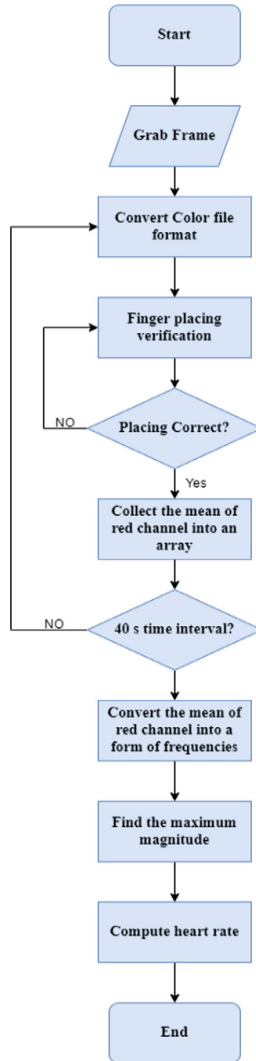 Start
Grab Frame
Convert Color file
format
Finger placing
verification
Placing Correct?
NO
Yes
Collect the mean of
red channel into an
array
40 s time interval?
NO
Convert the mean of
red channel into a
form of frequencies
Find the maximum
magnitude
Compute heart rate
End